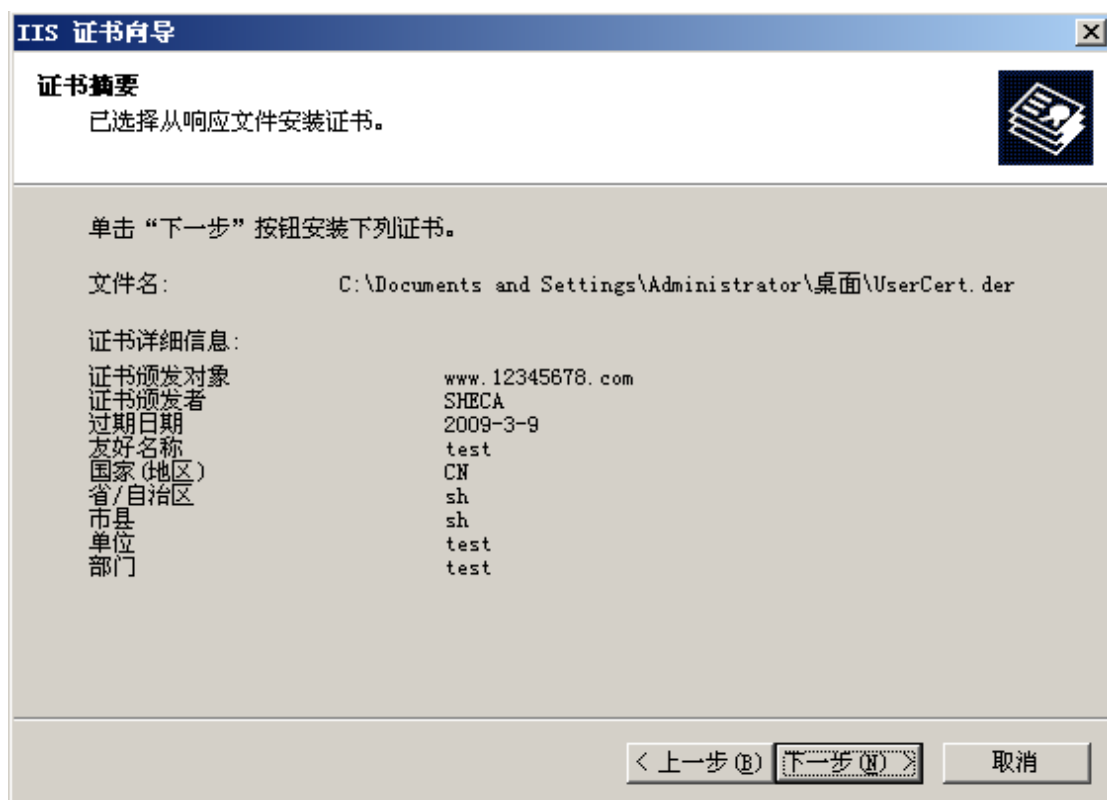 IIS 证书向导
证书摘要
已选择从响应文件安装证书。
单击“下一步”按钮安装下列证书。
文件名: C:\Documents and Settings\Administrator\桌面\UserCert.der
证书详细信息:
证书颁发对象 www.12345678.com
证书颁发者 SHECA
过期日期 2009-3-9
友好名称 test
国家(地区) CN
省/自治区 sh
市县 sh
单位 test
部门 test
< 上一步(B) 下一步(N) > 取消